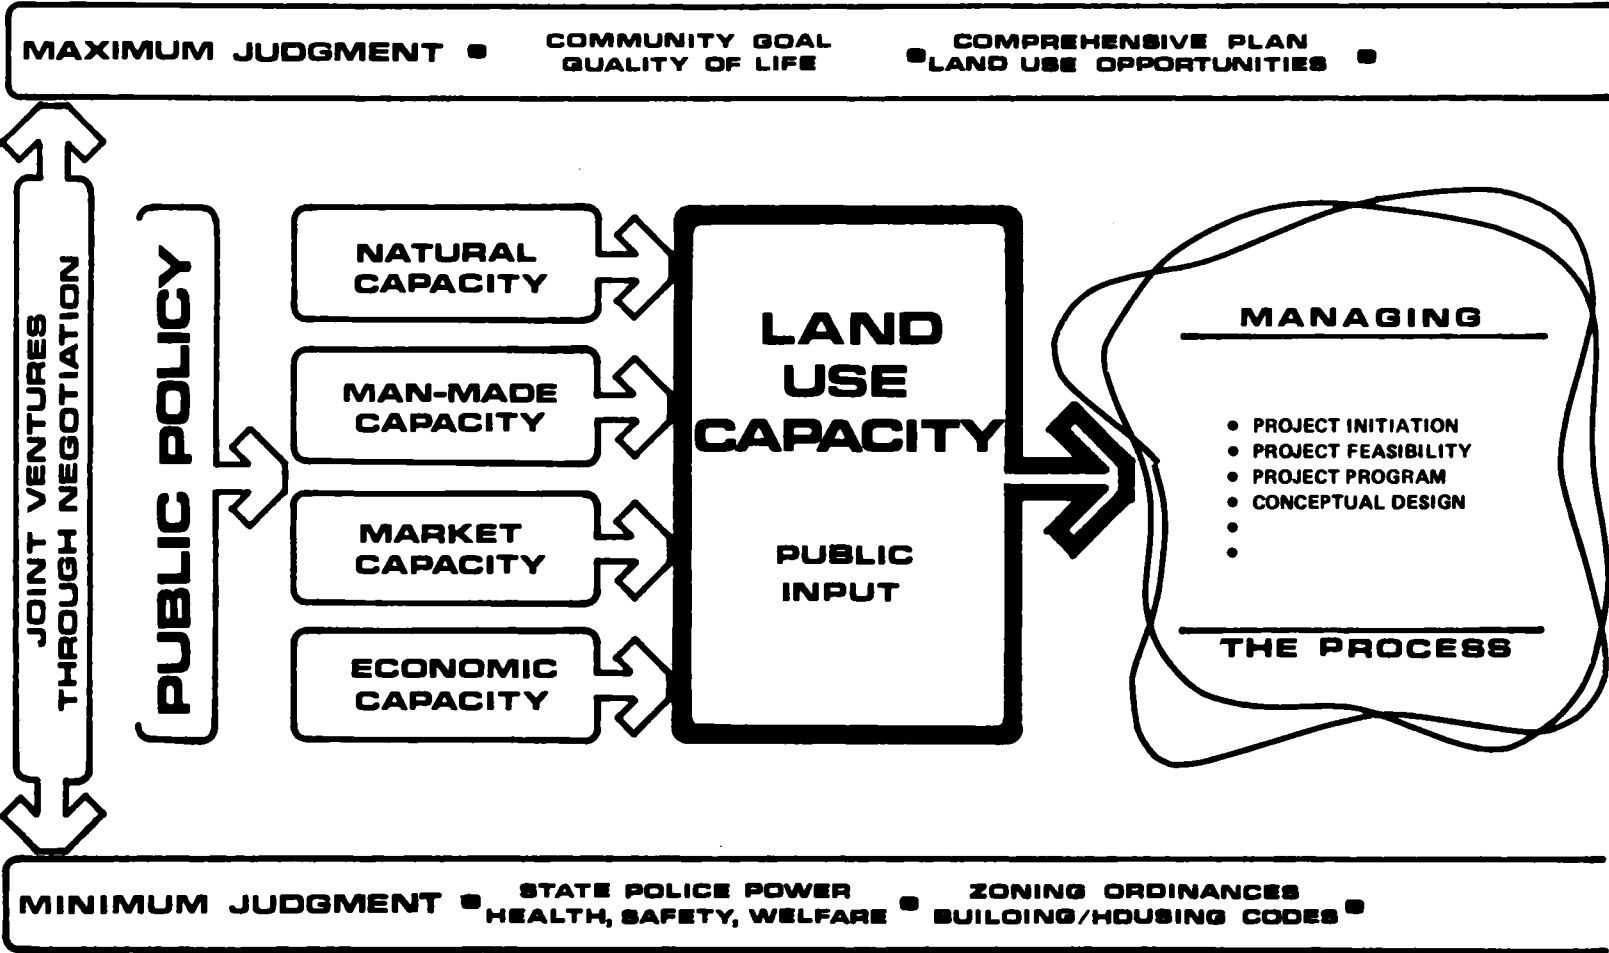 MAXIMUM JUDGMENT •
COMMUNITY GOAL
QUALITY OF LIFE
• COMPREHENSIVE PLAN
LAND USE OPPORTUNITIES •
JOINT VENTURES
THROUGH NEGOTIATION
PUBLIC POLICY
NATURAL
CAPACITY
MAN-MADE
CAPACITY
MARKET
CAPACITY
ECONOMIC
CAPACITY
LAND
USE
CAPACITY
PUBLIC
INPUT
MANAGING
• PROJECT INITIATION
• PROJECT FEASIBILITY
• PROJECT PROGRAM
• CONCEPTUAL DESIGN
•
•
THE PROCESS
MINIMUM JUDGMENT •
STATE POLICE POWER
HEALTH, SAFETY, WELFARE
• ZONING ORDINANCES
BUILDING/HOUSING CODES •